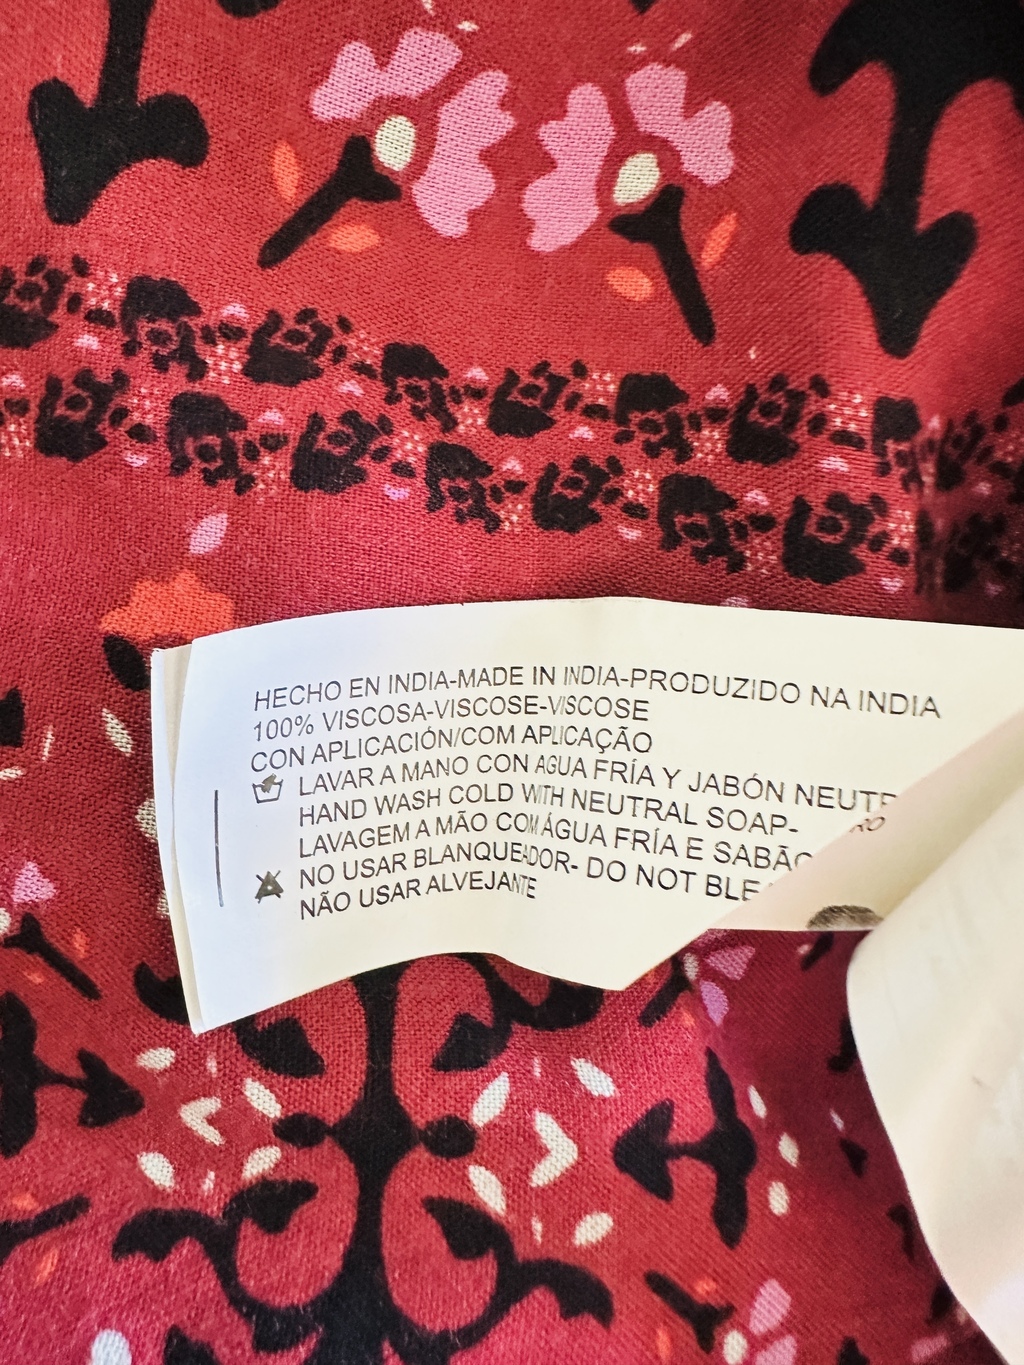 HECHO EN INDIA-MADE IN INDIA-PRODUZIDO NA INDIA
100% VISCOSA-VISCOSE-VISCOSE
CON APLICACIÓN/COM APLICAÇÃO
LAVAR A MANO CON AGUA FRÍA Y JABÓN
HAND WASH COLD WITH NEUTRAL SOAP-
LAVAGEM A MÃO COM ÁGUA FRÍA E
NO USAR BLANQUEADOR- DO NOT
NÃO USAR ALVEJANTE